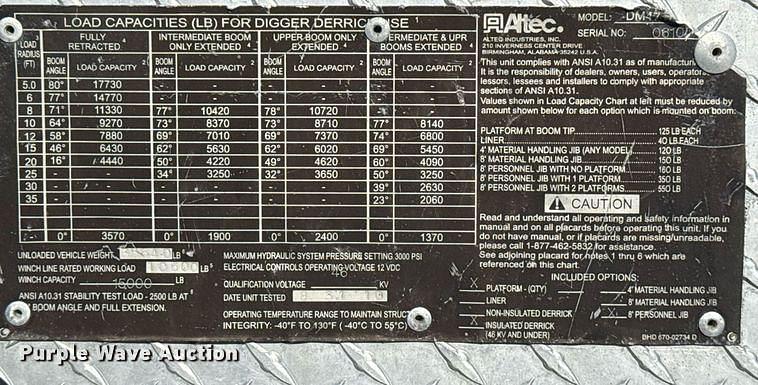 LOAD CAPACITIES (LB) FOR DIGGER DERRICK USE 1
LOAD RADIUS (FT)
FULLY RETRACTED
INTERMEDIATE BOOM ONLY EXTENDED 4
UPPER BOOM ONLY EXTENDED 4
INTERMEDIATE & UPR BOOMS EXTENDED 4
BOOM ANGLE LOAD CAPACITY 2 BOOM ANGLE LOAD CAPACITY 2 BOOM ANGLE LOAD CAPACITY 2 BOOM ANGLE LOAD CAPACITY 2
5.0 80° 17730 - - - - - -
6 77° 14770 - - - - - -
8 71° 11330 77° 10420 78° 10720
10 64° 9270 73° 8370 73° 8710 77° 8140
12 58° 7880 69° 7010 69° 7370 74° 6800
15 46° 6430 62° 5630 62° 6020 69° 5450
20 16° 4440 50° 4220 49° 4620 60° 4090
25 34° 3250 32° 3650 50° 3250
30 39° 2630
35 23° 2060
- 0° 3570 0° 1900 0° 2400 0° 1370
UNLOADED VEHICLE WEIGHT LB 5
WINCH LINE RATED WORKING LOAD LB 6
WINCH CAPACITY 15000 LB
ANSI A10.31 STABILITY TEST LOAD - 2500 LB AT
0° BOOM ANGLE AND FULL EXTENSION.
MAXIMUM HYDRAULIC SYSTEM PRESSURE SETTING 3000 PSI
ELECTRICAL CONTROLS OPERATING VOLTAGE 12 VDC
QUALIFICATION VOLTAGE 46 KV
DATE UNIT TESTED
OPERATING TEMPERATURE RANGE TO MAINTAIN
INTEGRITY: -40°F TO 130°F (-40°C TO 55°C)
Altec
ALTEC INDUSTRIES, INC.
210 INVERNESS CENTER DRIVE
BIRMINGHAM, ALABAMA 35242 U.S.A.
MODEL: DM47
SERIAL NO:
This unit complies with ANSI A10.31 as of manufacture
It is the responsibility of dealers, owners, users, operators,
lessors, lessees and installers to comply with appropriate
sections of ANSI A10.31.
Values shown in Load Capacity Chart at left must be reduced by
amount shown below for each option which is mounted on boom:
PLATFORM AT BOOM TIP 125 LB EACH
LINER 40 LB EACH
4' MATERIAL HANDLING JIB (ANY MODEL) 120 LB
8' MATERIAL HANDLING JIB 150 LB
8' PERSONNEL JIB WITH NO PLATFORM 160 LB
8' PERSONNEL JIB WITH 1 PLATFORM 350 LB
8' PERSONNEL JIB WITH 2 PLATFORMS 550 LB
CAUTION
Read and understand all operating and safety information in
manual and on all placards before operating this unit. If you
do not have manual, or if placards are missing/unreadable,
please call 1-877-462-5832 for assistance.
See adjoining placard for notes 1 thru 6 which are
referenced on this chart.
INCLUDED OPTIONS:
X PLATFORM - (QTY)
LINER
X NON-INSULATED DERRICK
X INSULATED DERRICK
(46 KV AND UNDER)
4' MATERIAL HANDLING JIB
8' MATERIAL HANDLING JIB
8' PERSONNEL JIB
BHD 670-02734 D
Purple Wave Auction